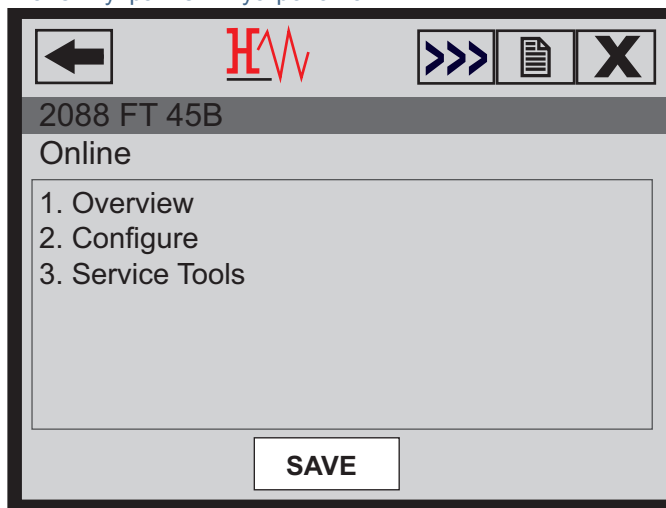 >>>
X
2088 FT 45B
Online
1. Overview
2. Configure
3. Service Tools
SAVE